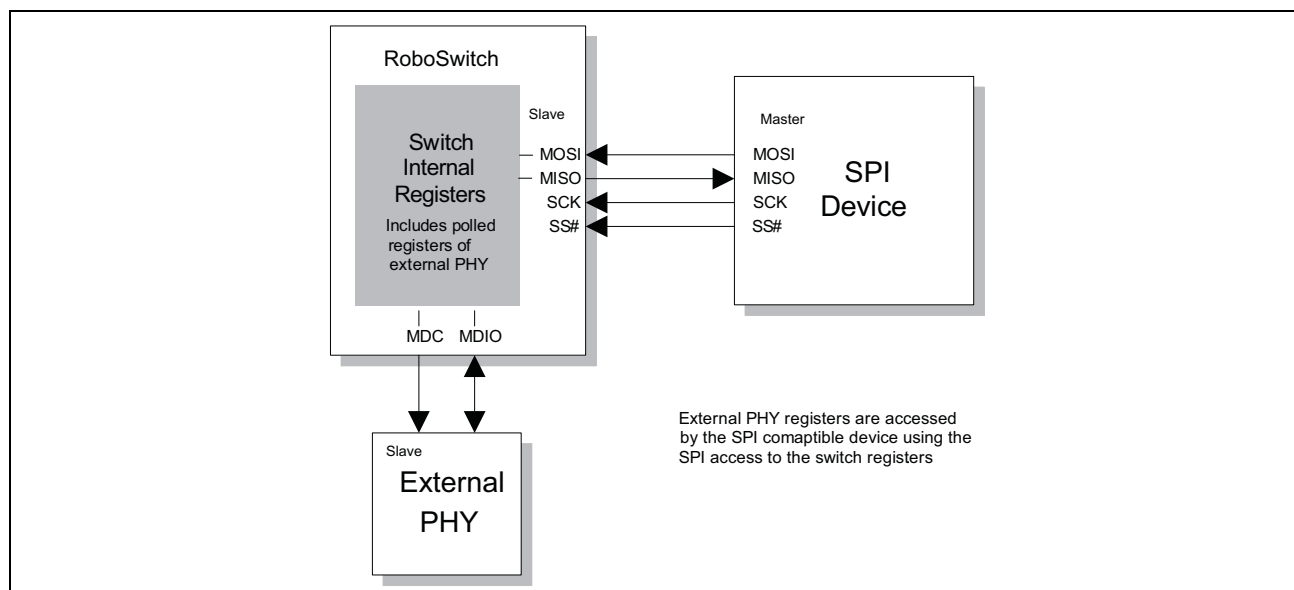 RoboSwitch
Switch
Internal
Registers
Includes polled
registers of
external PHY
Slave
MOSI
MISO
SCK
SS#
MDC MDIO
Master
MOSI
MISO
SCK
SS#
SPI
Device
Slave
External
PHY
External PHY registers are accessed
by the SPI comaptible device using the
SPI access to the switch registers